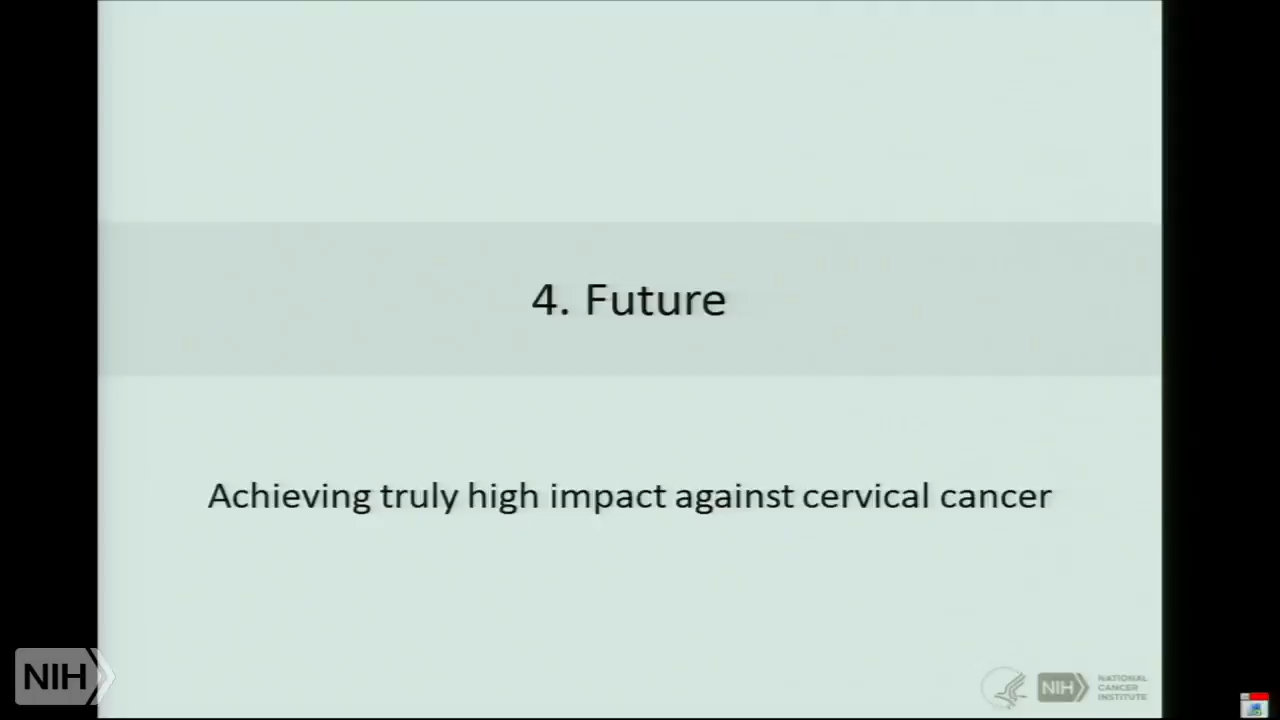 4. Future
Achieving truly high impact against cervical cancer
NIH
NIH
NATIONAL
CANCER
INSTITUTE